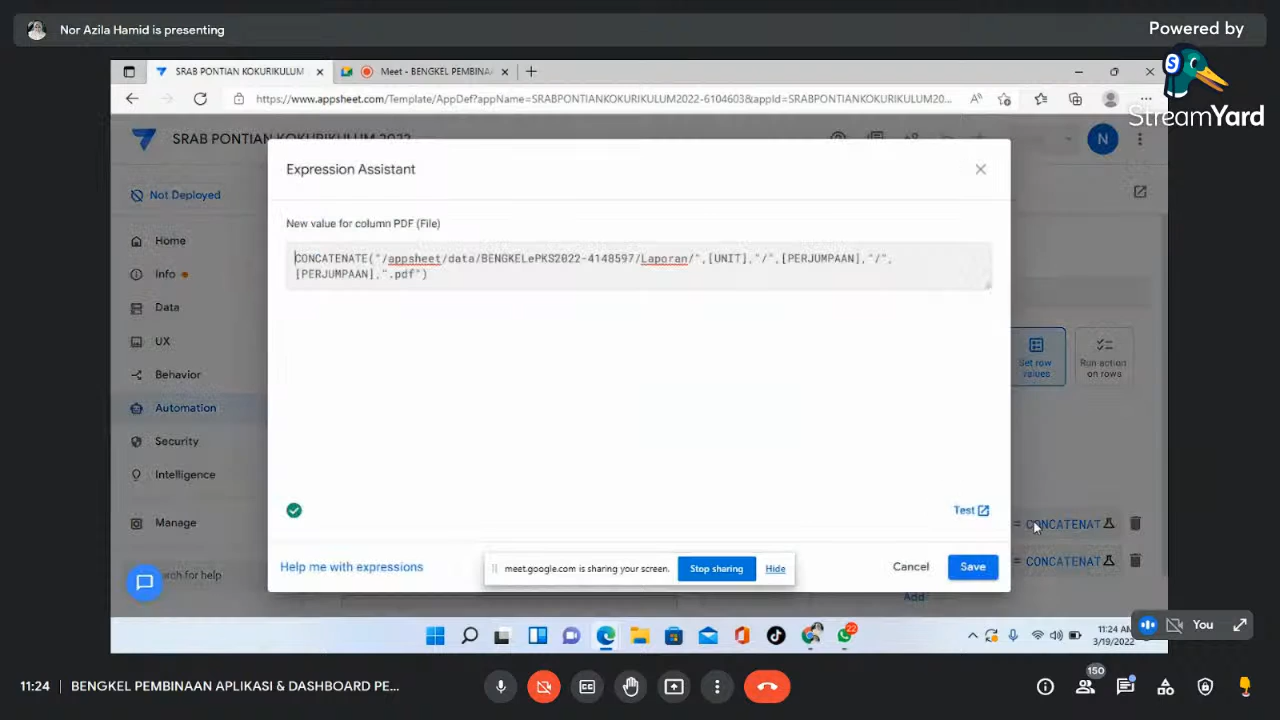 Nor Azila Hamid is presenting
Powered by
StreamYard
SRAB PONTIAN KOKURIKULUM
Meet - BENGKEL PEMBINA
https://www.appsheet.com/Template/AppDef?appName=SRABPONTIANKOKURIKULUM2022-6104603&appId=SRABPONTIANKOKURIKULUM20...
SRAB PONTIAN KOKURIKULUM 2022
N
Not Deployed
Home
Info
Data
UX
Behavior
Automation
Security
Intelligence
Manage
rch for help
Expression Assistant
New value for column PDF (File)
CONCATENATE("/appsheet/data/BENGKELePKS2022-4148597/Laporan/",[UNIT],"/",[PERJUMPAAN],"/",
[PERJUMPAAN],".pdf")
Test
Help me with expressions
Cancel
Save
meet.google.com is sharing your screen.
Stop sharing
Hide
Set row
values
Run action
on rows
= CONCATENAT
= CONCATENAT
Add
22
11:24 AM
3/19/2022
You
11:24 | BENGKEL PEMBINAAN APLIKASI & DASHBOARD PE...
150